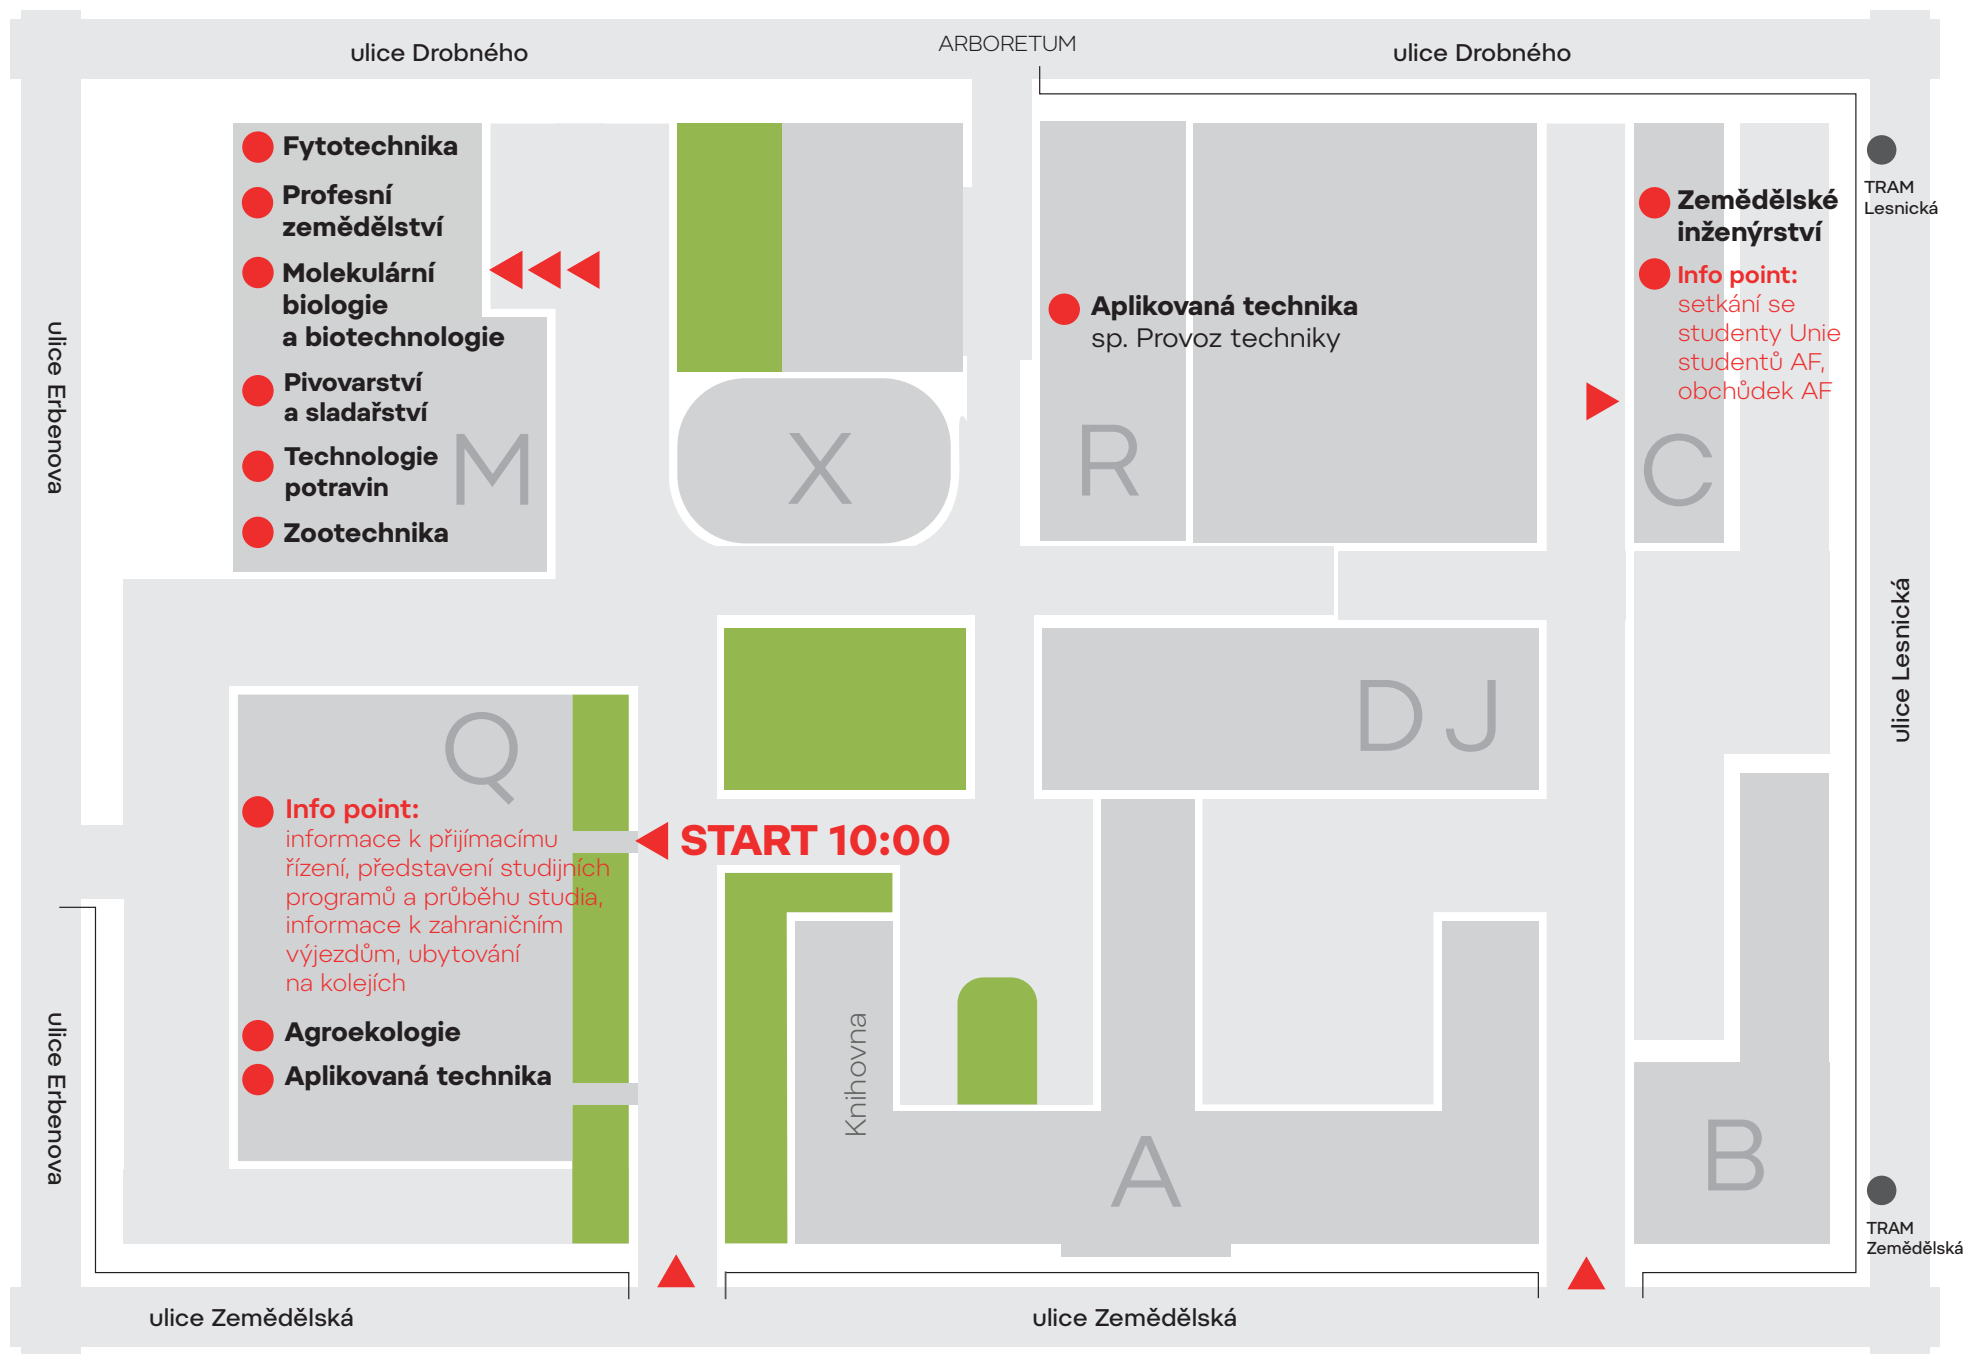 ulice Drobného
ARBORETUM
ulice Drobného
Fytotechnika
Profesní
zemědělství
Molekulární
biologie
a biotechnologie
Pivovarství
a sladařství
Technologie
potravin
Zootechnika
M
X
Aplikovaná technika
sp. Provoz techniky
R
Zemědělské
inženýrství
Info point:
setkání se
studenty Unie
studentů AF,
obchůdek AF
C
TRAM
Lesnická
ulice Erbenova
ulice Lesnická
Q
Info point:
informace k přijímacímu
řízení, představení studijních
programů a průběhu studia,
informace k zahraničním
výjezdům, ubytování
na kolejích
Agroekologie
Aplikovaná technika
START 10:00
D J
Knihovna
A
B
ulice Erbenova
TRAM
Zemědělská
ulice Zemědělská
ulice Zemědělská